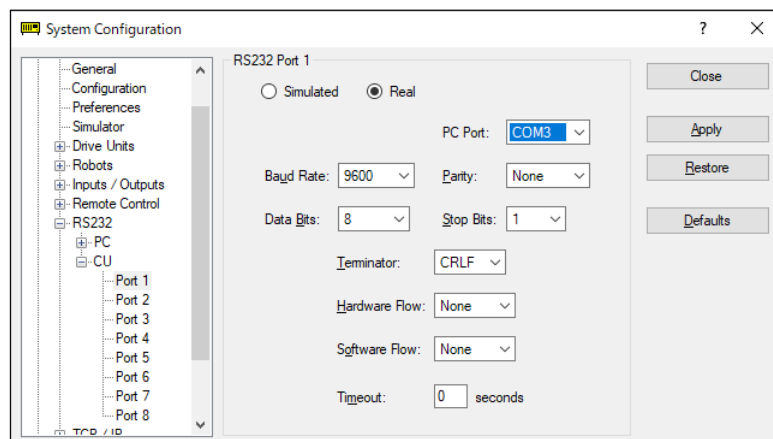 System Configuration
General
Configuration
Preferences
Simulator
Drive Units
Robots
Inputs / Outputs
Remote Control
RS232
PC
CU
Port 1
Port 2
Port 3
Port 4
Port 5
Port 6
Port 7
Port 8
TCP / IP
RS232 Port 1
Simulated Real
PC Port: COM3
Baud Rate: 9600 Parity: None
Data Bits: 8 Stop Bits: 1
Terminator: CRLF
Hardware Flow: None
Software Flow: None
Timeout: 0 seconds
Close
Apply
Restore
Defaults